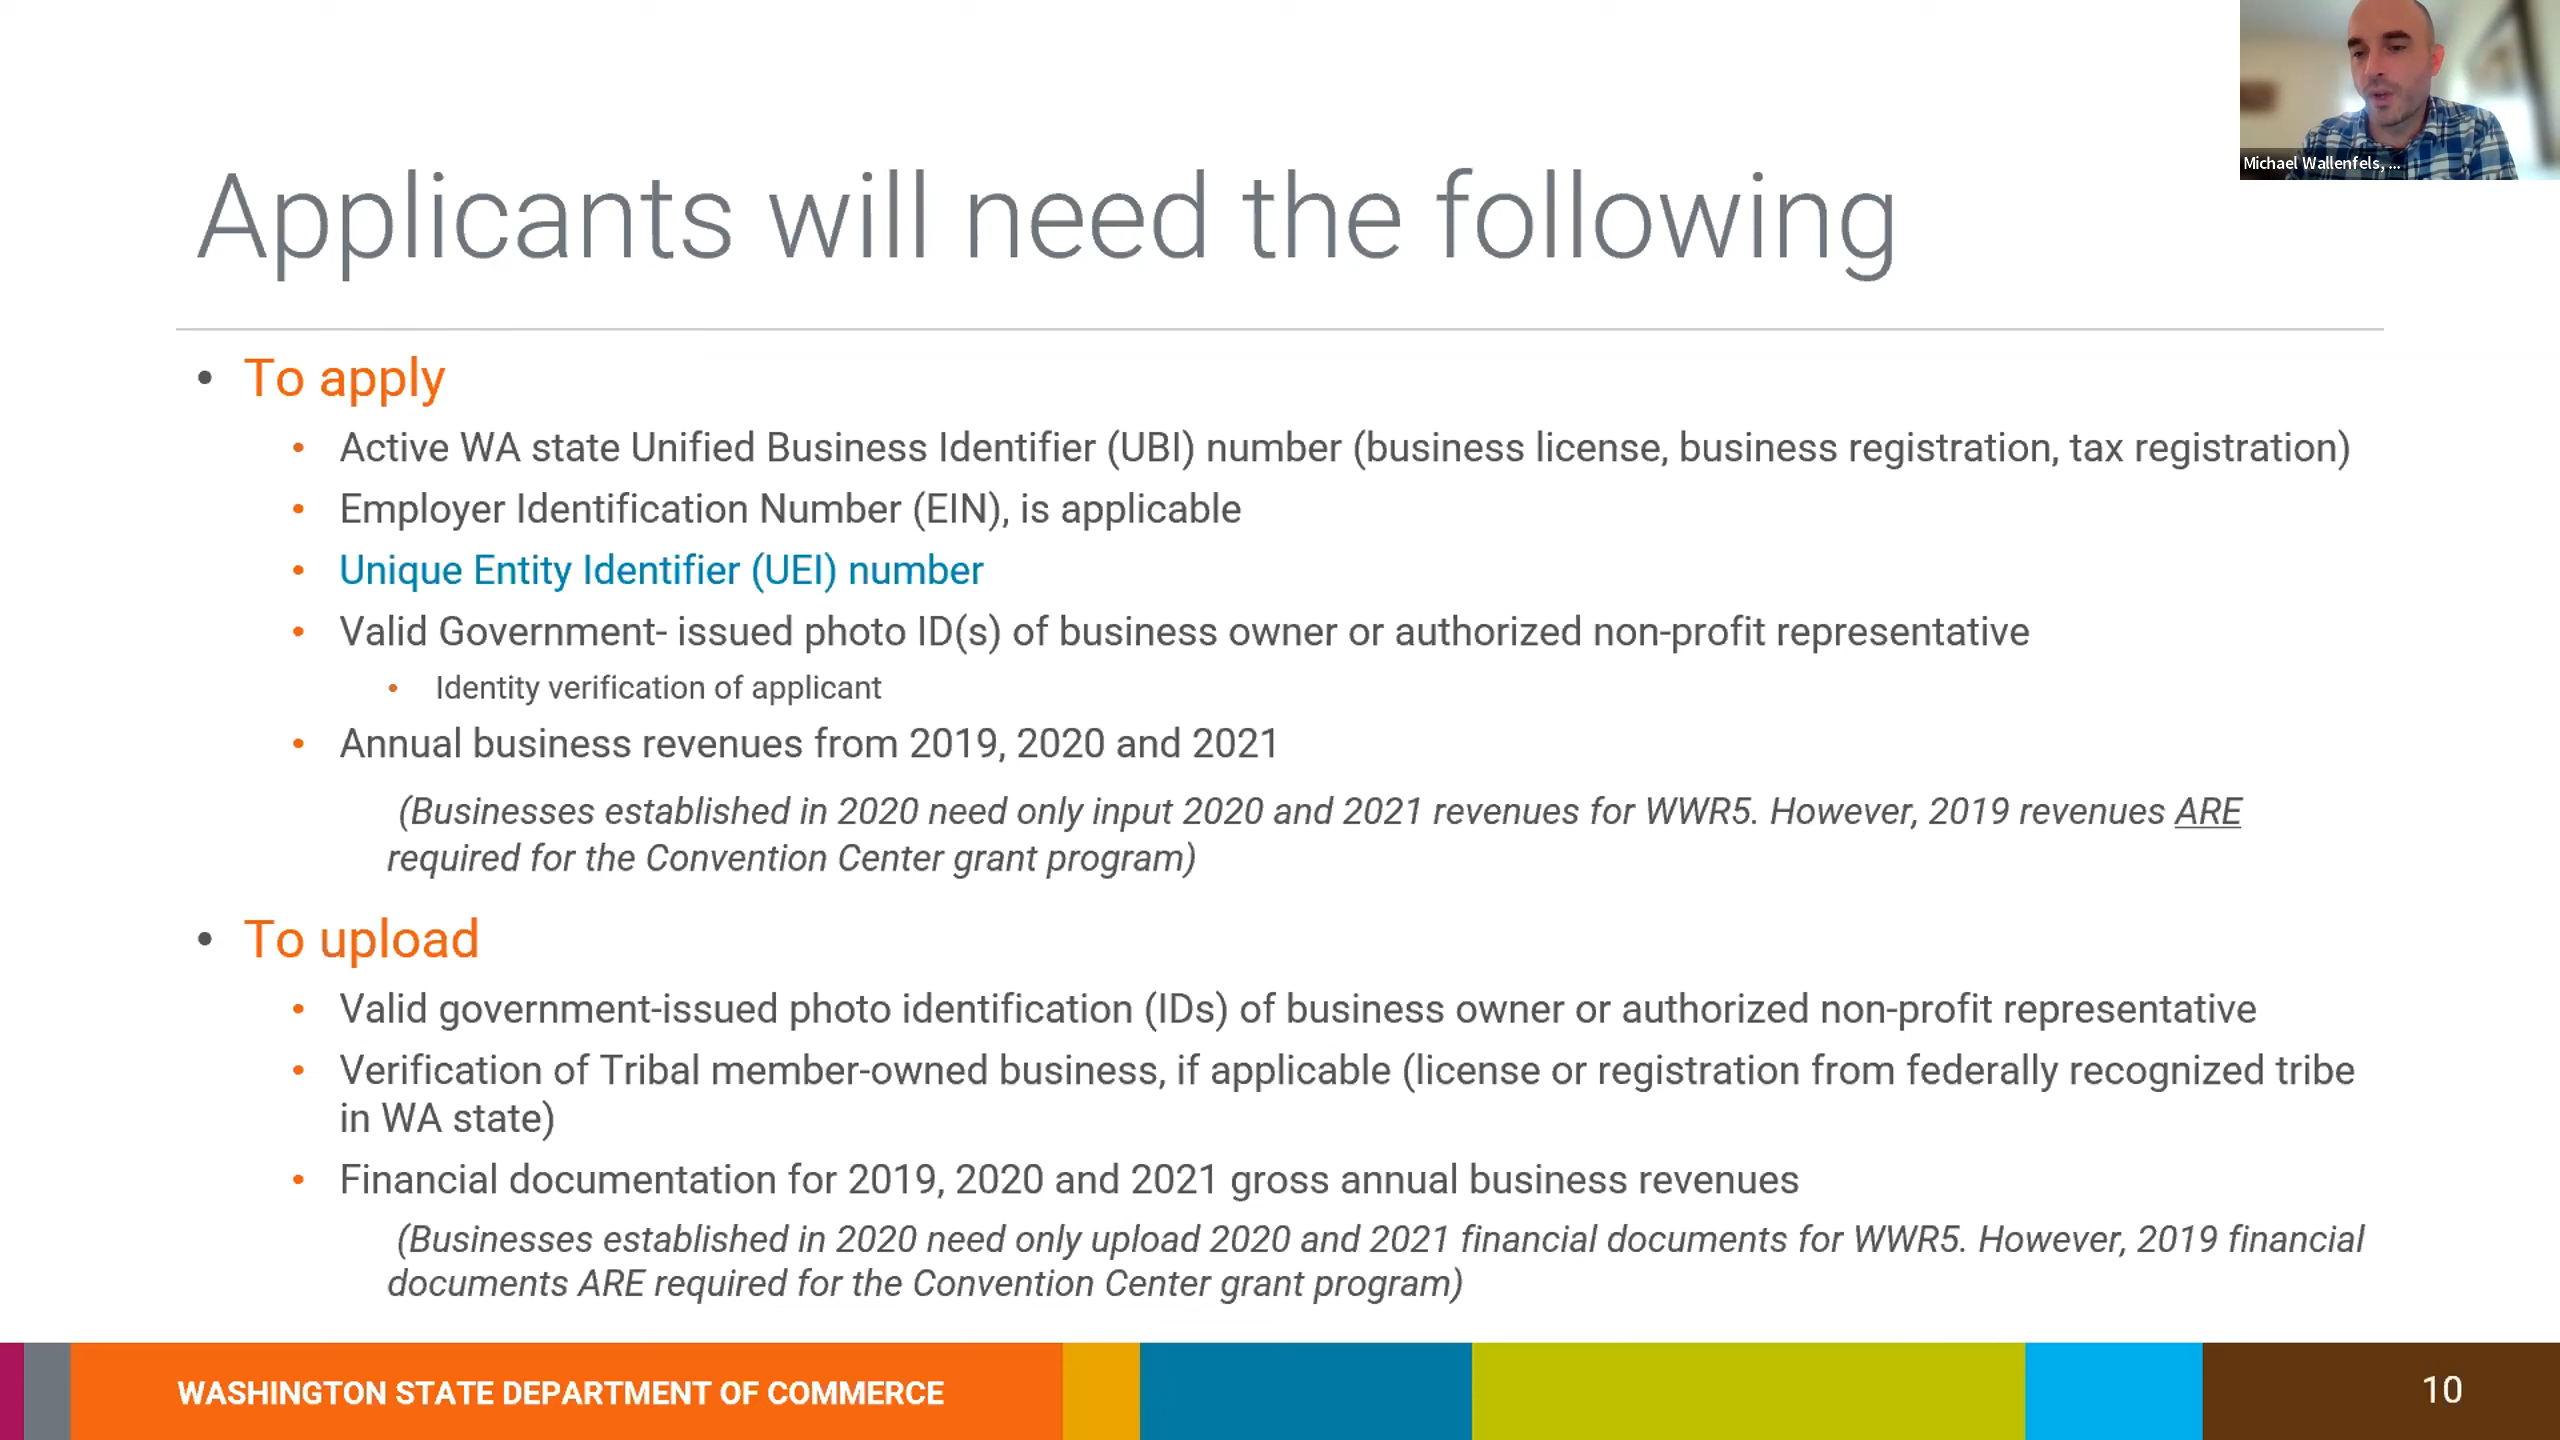 Michael Wallenfels, ...
Applicants will need the following
• To apply
• Active WA state Unified Business Identifier (UBI) number (business license, business registration, tax registration)
• Employer Identification Number (EIN), is applicable
• Unique Entity Identifier (UEI) number
• Valid Government- issued photo ID(s) of business owner or authorized non-profit representative
• Identity verification of applicant
• Annual business revenues from 2019, 2020 and 2021
(Businesses established in 2020 need only input 2020 and 2021 revenues for WWR5. However, 2019 revenues ARE
required for the Convention Center grant program)
• To upload
• Valid government-issued photo identification (IDs) of business owner or authorized non-profit representative
• Verification of Tribal member-owned business, if applicable (license or registration from federally recognized tribe
in WA state)
• Financial documentation for 2019, 2020 and 2021 gross annual business revenues
(Businesses established in 2020 need only upload 2020 and 2021 financial documents for WWR5. However, 2019 financial
documents ARE required for the Convention Center grant program)
WASHINGTON STATE DEPARTMENT OF COMMERCE
10